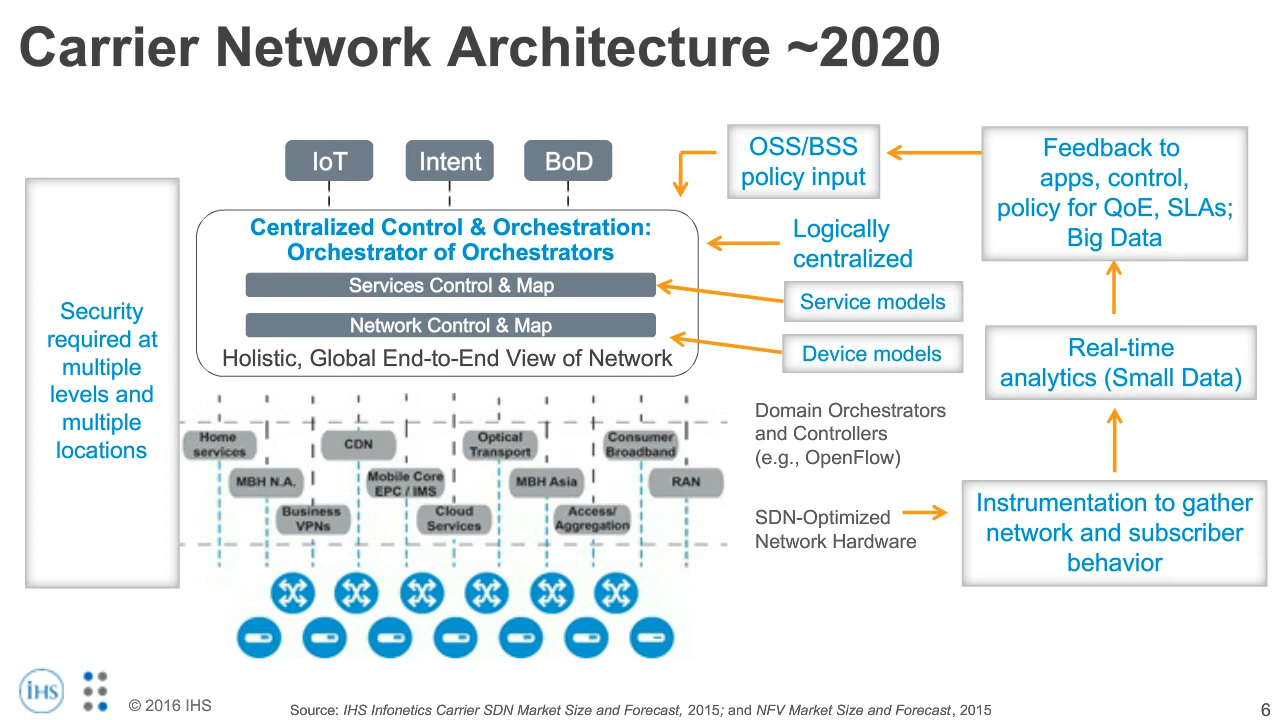 Carrier Network Architecture ~2020
IoT
Intent
BoD
OSS/BSS
policy input
Feedback to
apps, control,
policy for QoE, SLAs;
Big Data
Security
required at
multiple
levels and
multiple
locations
Centralized Control & Orchestration:
Orchestrator of Orchestrators
Services Control & Map
Network Control & Map
Holistic, Global End-to-End View of Network
Logically
centralized
Service models
Device models
Real-time
analytics (Small Data)
Home
services
CDN
Optical
Transport
Consumer
Broadband
MBH N.A.
Mobile Core
EPC / IMS
MBH Asia
RAN
Business
VPNs
Cloud
Services
Access/
Aggregation
Domain Orchestrators
and Controllers
(e.g., OpenFlow)
SDN-Optimized
Network Hardware
Instrumentation to gather
network and subscriber
behavior
IHS
© 2016 IHS
Source: IHS Infonetics Carrier SDN Market Size and Forecast, 2015; and NFV Market Size and Forecast, 2015
6